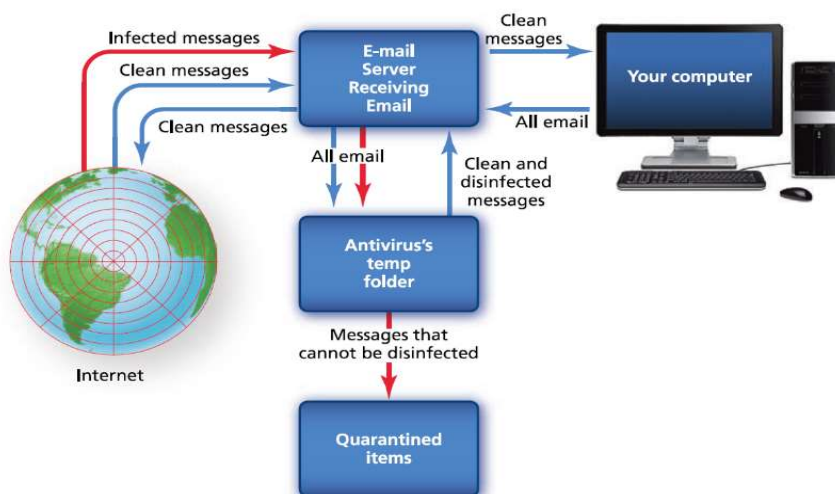 Infected messages
Clean messages
Clean messages
E-mail
Server
Receiving
Email
Clean
messages
All email
Your computer
All email
Clean and
disinfected
messages
Antivirus's
temp
folder
Messages that
cannot be disinfected
Internet
Quarantined
items